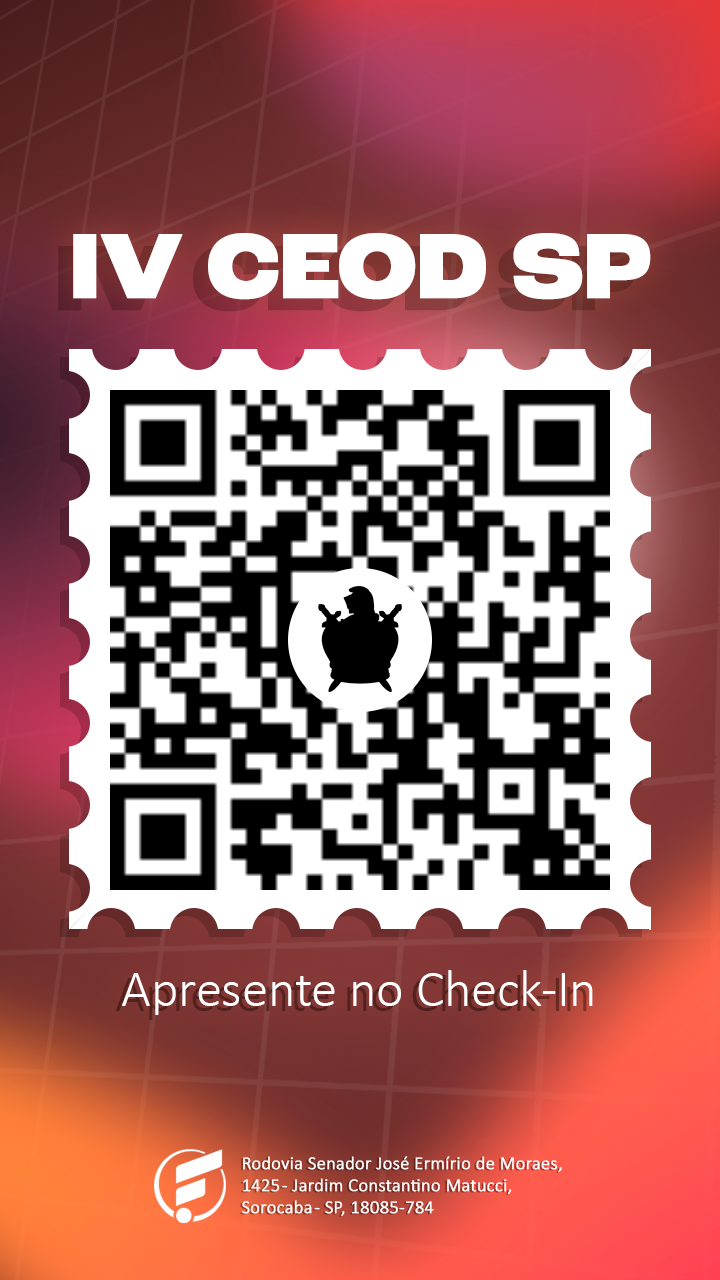 IV CEOD SP
Apresente no Check-In
Rodovia Senador José Ermírio de Moraes,
1425- Jardim Constantino Matucci,
Sorocaba- SP, 18085-784